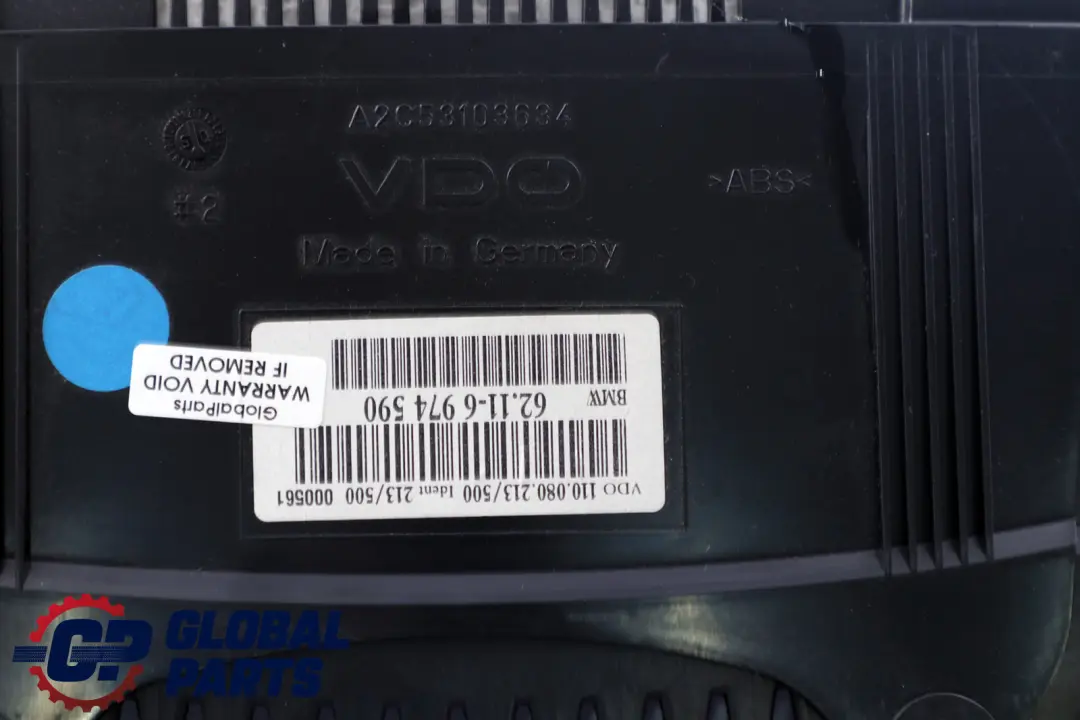 A2C53103634
VDO
>ABS<
#2
Made in Germany
GlobalParts
WARRANTY VOID
IF REMOVED
VDO 110.080.213/500 Ident 213/500 000561
BMW 62.11-6 974 590
GP GLOBAL
PARTS